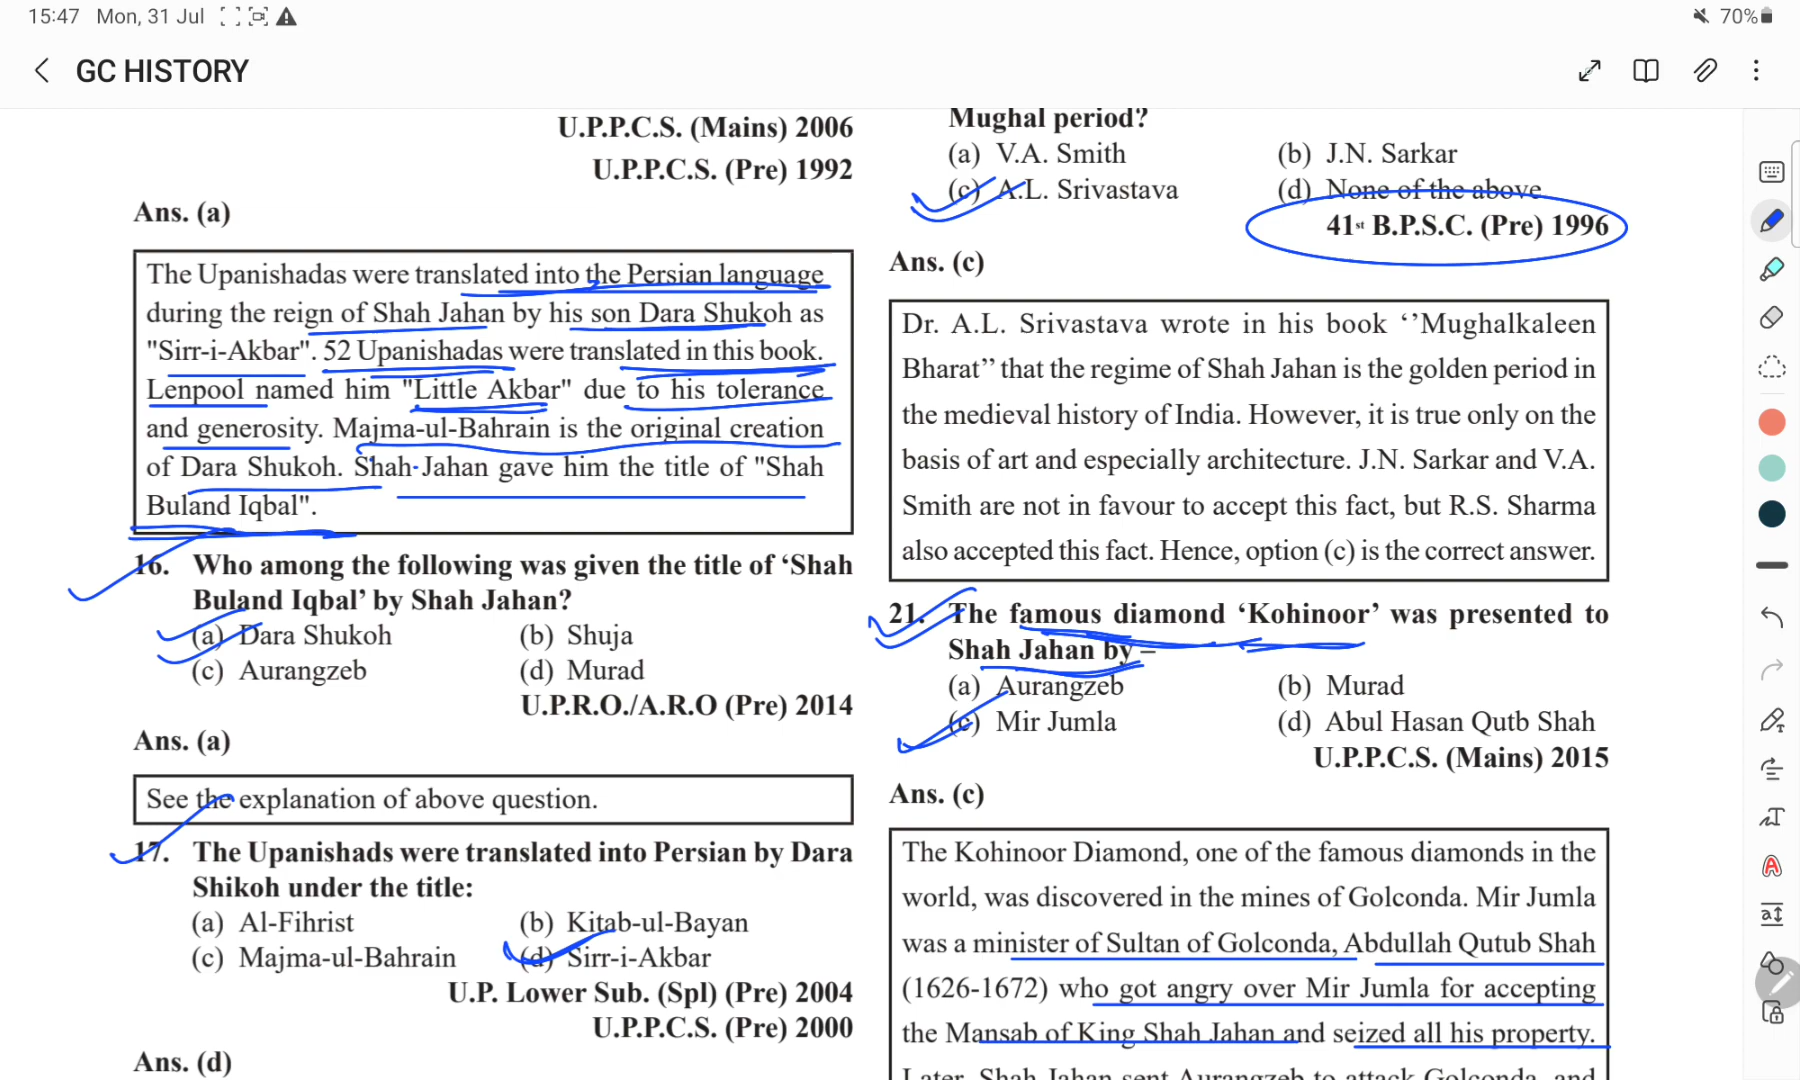 15:47 Mon, 31 Jul
70%
GC HISTORY
U.P.P.C.S. (Mains) 2006
U.P.P.C.S. (Pre) 1992
Ans. (a)
The Upanishadas were translated into the Persian language
during the reign of Shah Jahan by his son Dara Shukoh as
"Sirr-i-Akbar". 52 Upanishadas were translated in this book.
Lenpool named him "Little Akbar" due to his tolerance
and generosity. Majma-ul-Bahrain is the original creation
of Dara Shukoh. Shah Jahan gave him the title of "Shah
Buland Iqbal".
16. Who among the following was given the title of ‘Shah
Buland Iqbal’ by Shah Jahan?
(a) Dara Shukoh (b) Shuja
(c) Aurangzeb (d) Murad
U.P.R.O./A.R.O (Pre) 2014
Ans. (a)
See the explanation of above question.
17. The Upanishads were translated into Persian by Dara
Shikoh under the title:
(a) Al-Fihrist (b) Kitab-ul-Bayan
(c) Majma-ul-Bahrain (d) Sirr-i-Akbar
U.P. Lower Sub. (Spl) (Pre) 2004
U.P.P.C.S. (Pre) 2000
Ans. (d)
Mughal period?
(a) V.A. Smith (b) J.N. Sarkar
(c) A.L. Srivastava (d) None of the above
41st B.P.S.C. (Pre) 1996
Ans. (c)
Dr. A.L. Srivastava wrote in his book ‘’Mughalkaleen
Bharat’’ that the regime of Shah Jahan is the golden period in
the medieval history of India. However, it is true only on the
basis of art and especially architecture. J.N. Sarkar and V.A.
Smith are not in favour to accept this fact, but R.S. Sharma
also accepted this fact. Hence, option (c) is the correct answer.
21. The famous diamond ‘Kohinoor’ was presented to
Shah Jahan by –
(a) Aurangzeb (b) Murad
(c) Mir Jumla (d) Abul Hasan Qutb Shah
U.P.P.C.S. (Mains) 2015
Ans. (c)
The Kohinoor Diamond, one of the famous diamonds in the
world, was discovered in the mines of Golconda. Mir Jumla
was a minister of Sultan of Golconda, Abdullah Qutub Shah
(1626-1672) who got angry over Mir Jumla for accepting
the Mansab of King Shah Jahan and seized all his property.
Later, Shah Jahan sent Aurangzeb to attack Golconda, and